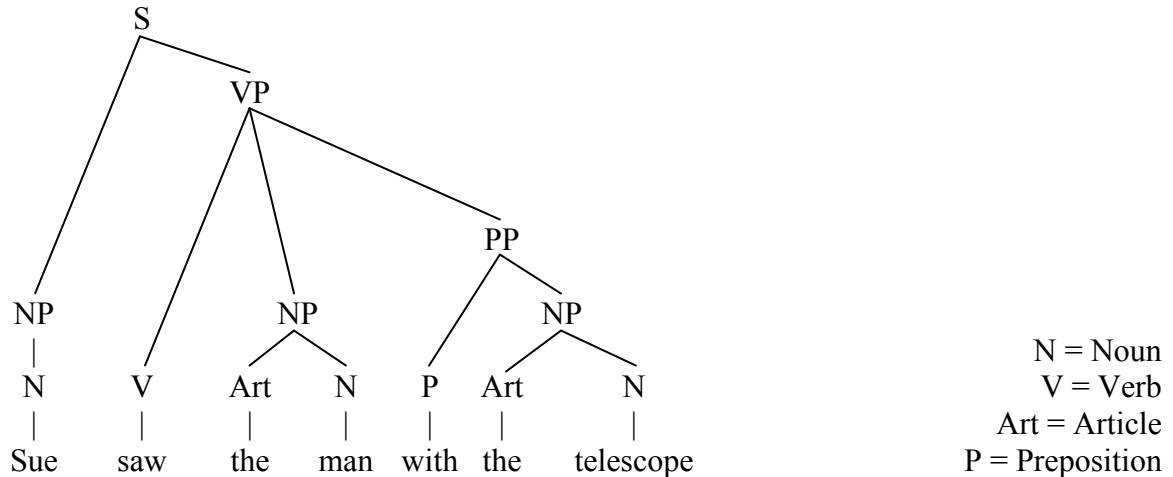 S
VP
PP
NP NP NP
N = Noun
N V Art N P Art N V = Verb
| | | | | | | Art = Article
Sue saw the man with the telescope P = Preposition